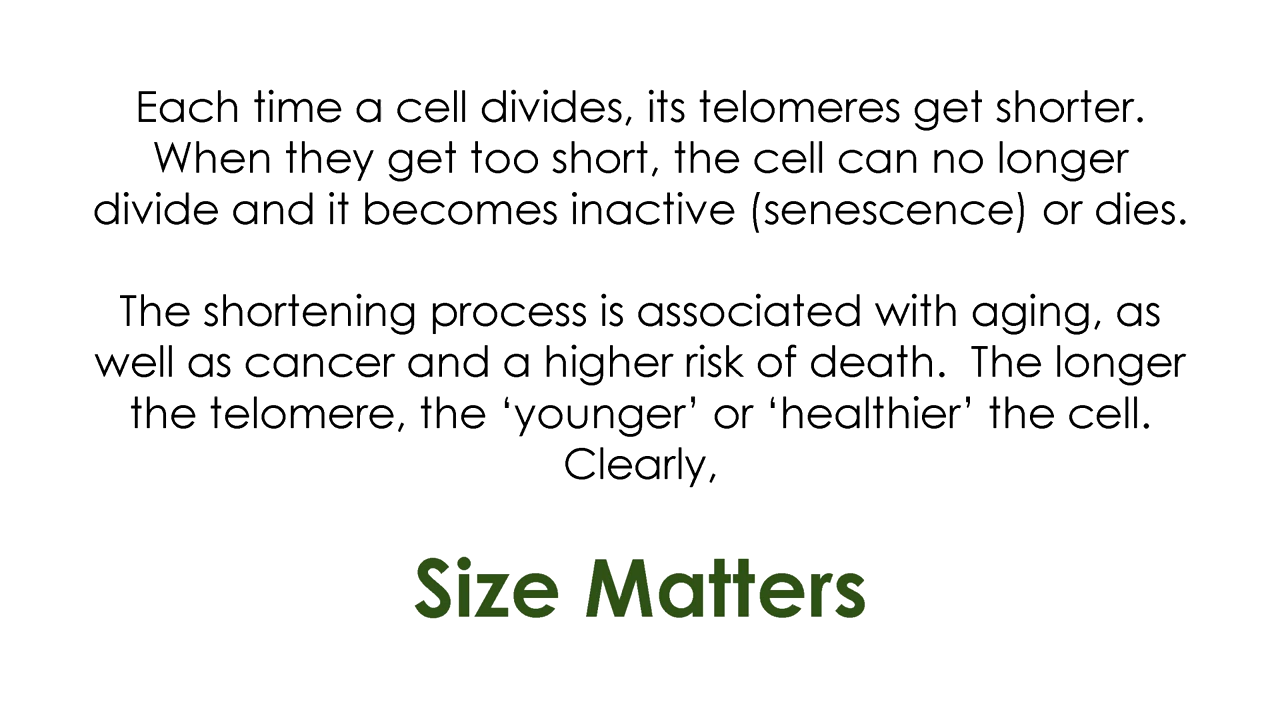 Each time a cell divides, its telomeres get shorter.
When they get too short, the cell can no longer
divide and it becomes inactive (senescence) or dies.
The shortening process is associated with aging, as
well as cancer and a higher risk of death.  The longer
the telomere, the ‘younger’ or ‘healthier’ the cell.
Clearly,
Size Matters